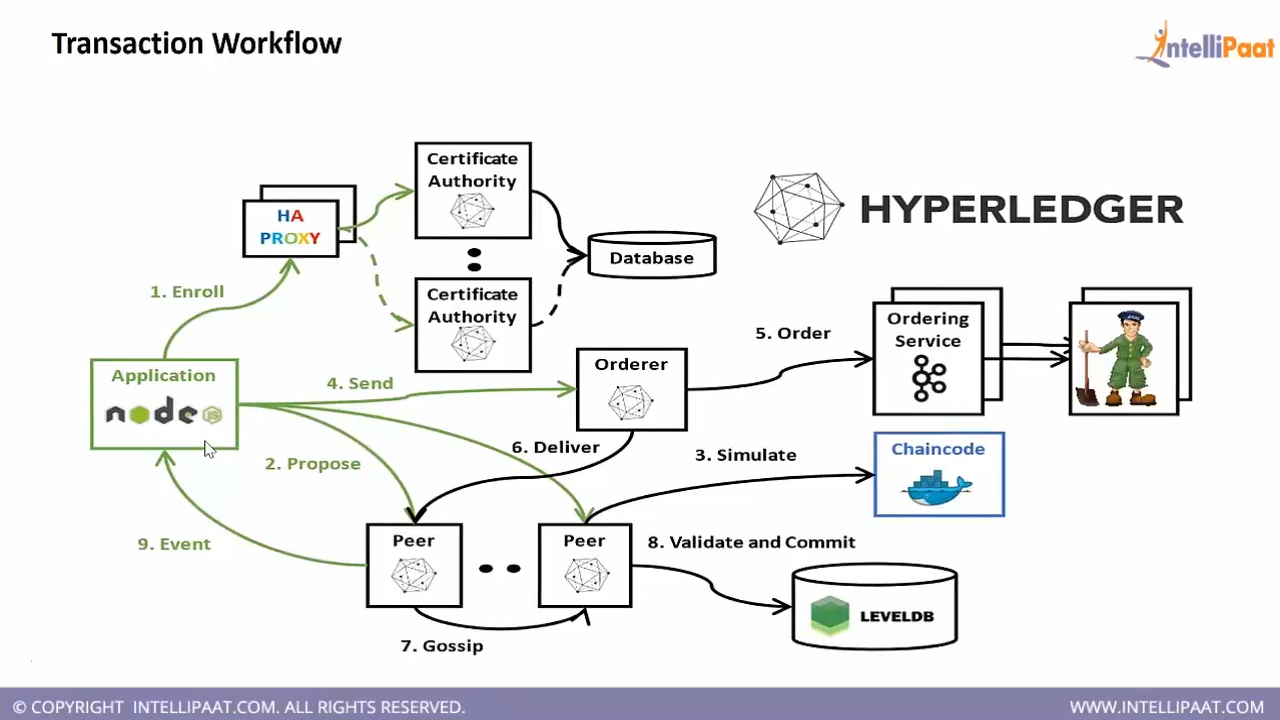 Transaction Workflow
IntelliPaat
Certificate
Authority
HA
PROXY
HYPERLEDGER
Database
1. Enroll
Certificate
Authority
Ordering
Service
5. Order
Orderer
Application
node
JS
4. Send
6. Deliver
3. Simulate
Chaincode
2. Propose
9. Event
Peer
Peer
8. Validate and Commit
LEVELDB
7. Gossip
© COPYRIGHT INTELLIPAAT.COM. ALL RIGHTS RESERVED.
WWW.INTELLIPAAT.COM